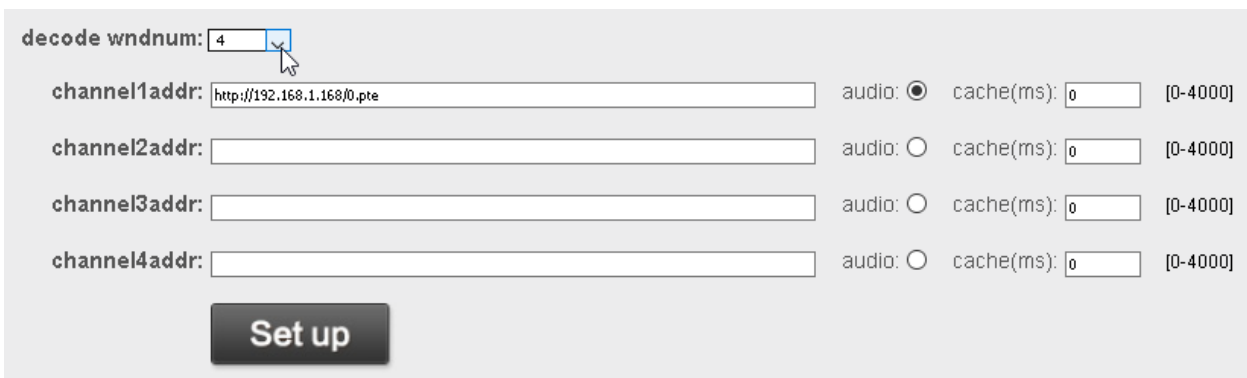 decode wndnum: 4
channel1addr: http://192.168.1.168/0.pte audio: cache(ms): 0 [0-4000]
channel2addr: audio: cache(ms): 0 [0-4000]
channel3addr: audio: cache(ms): 0 [0-4000]
channel4addr: audio: cache(ms): 0 [0-4000]
Set up